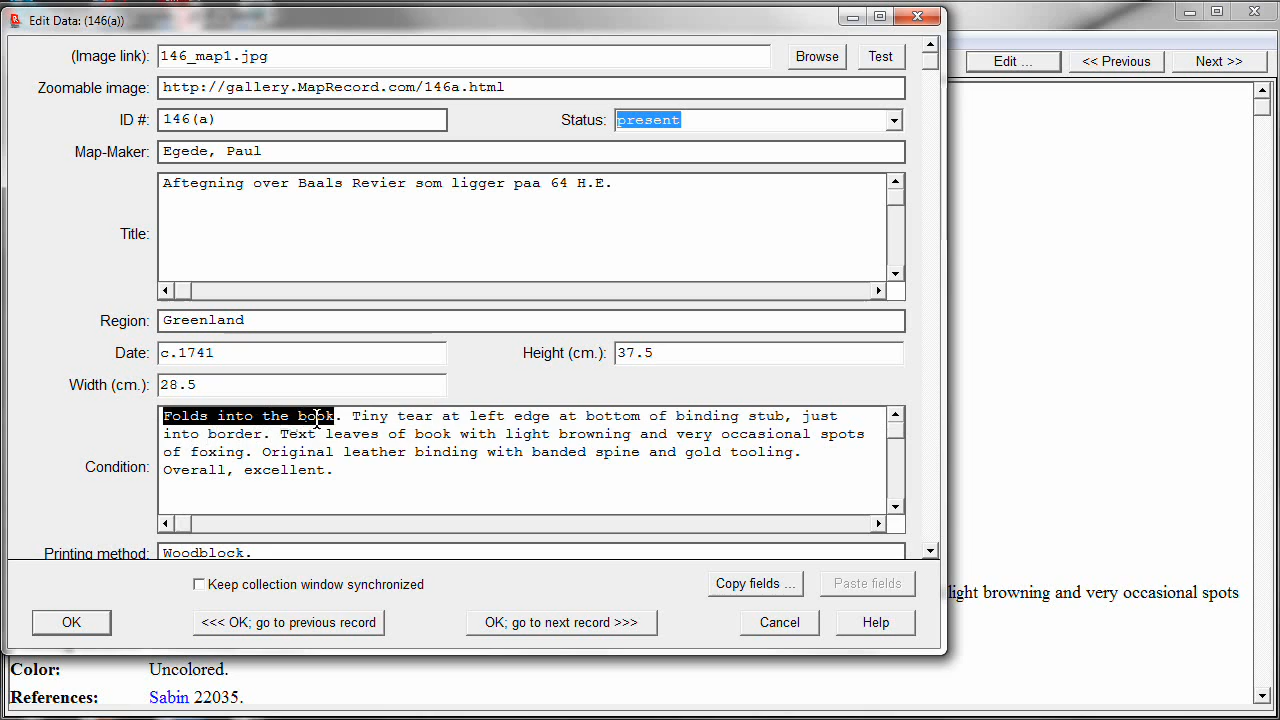 Edit Data: (146(a))
Edit ...
<< Previous
Next >>
(Image link): 146_map1.jpg Browse Test
Zoomable image: http://gallery.MapRecord.com/146a.html
ID #: 146(a) Status: present
Map-Maker: Egede, Paul
Title: Aftegning over Baals Revier som ligger paa 64 H.E.
Region: Greenland
Date: c.1741 Height (cm.): 37.5
Width (cm.): 28.5
Condition: Folds into the book. Tiny tear at left edge at bottom of binding stub, just
into border. Text leaves of book with light browning and very occasional spots
of foxing. Original leather binding with banded spine and gold tooling.
Overall, excellent.
Printing method: Woodblock.
Keep collection window synchronized Copy fields ... Paste fields
OK <<< OK; go to previous record OK; go to next record >>> Cancel Help
light browning and very occasional spots
Color: Uncolored.
References: Sabin 22035.